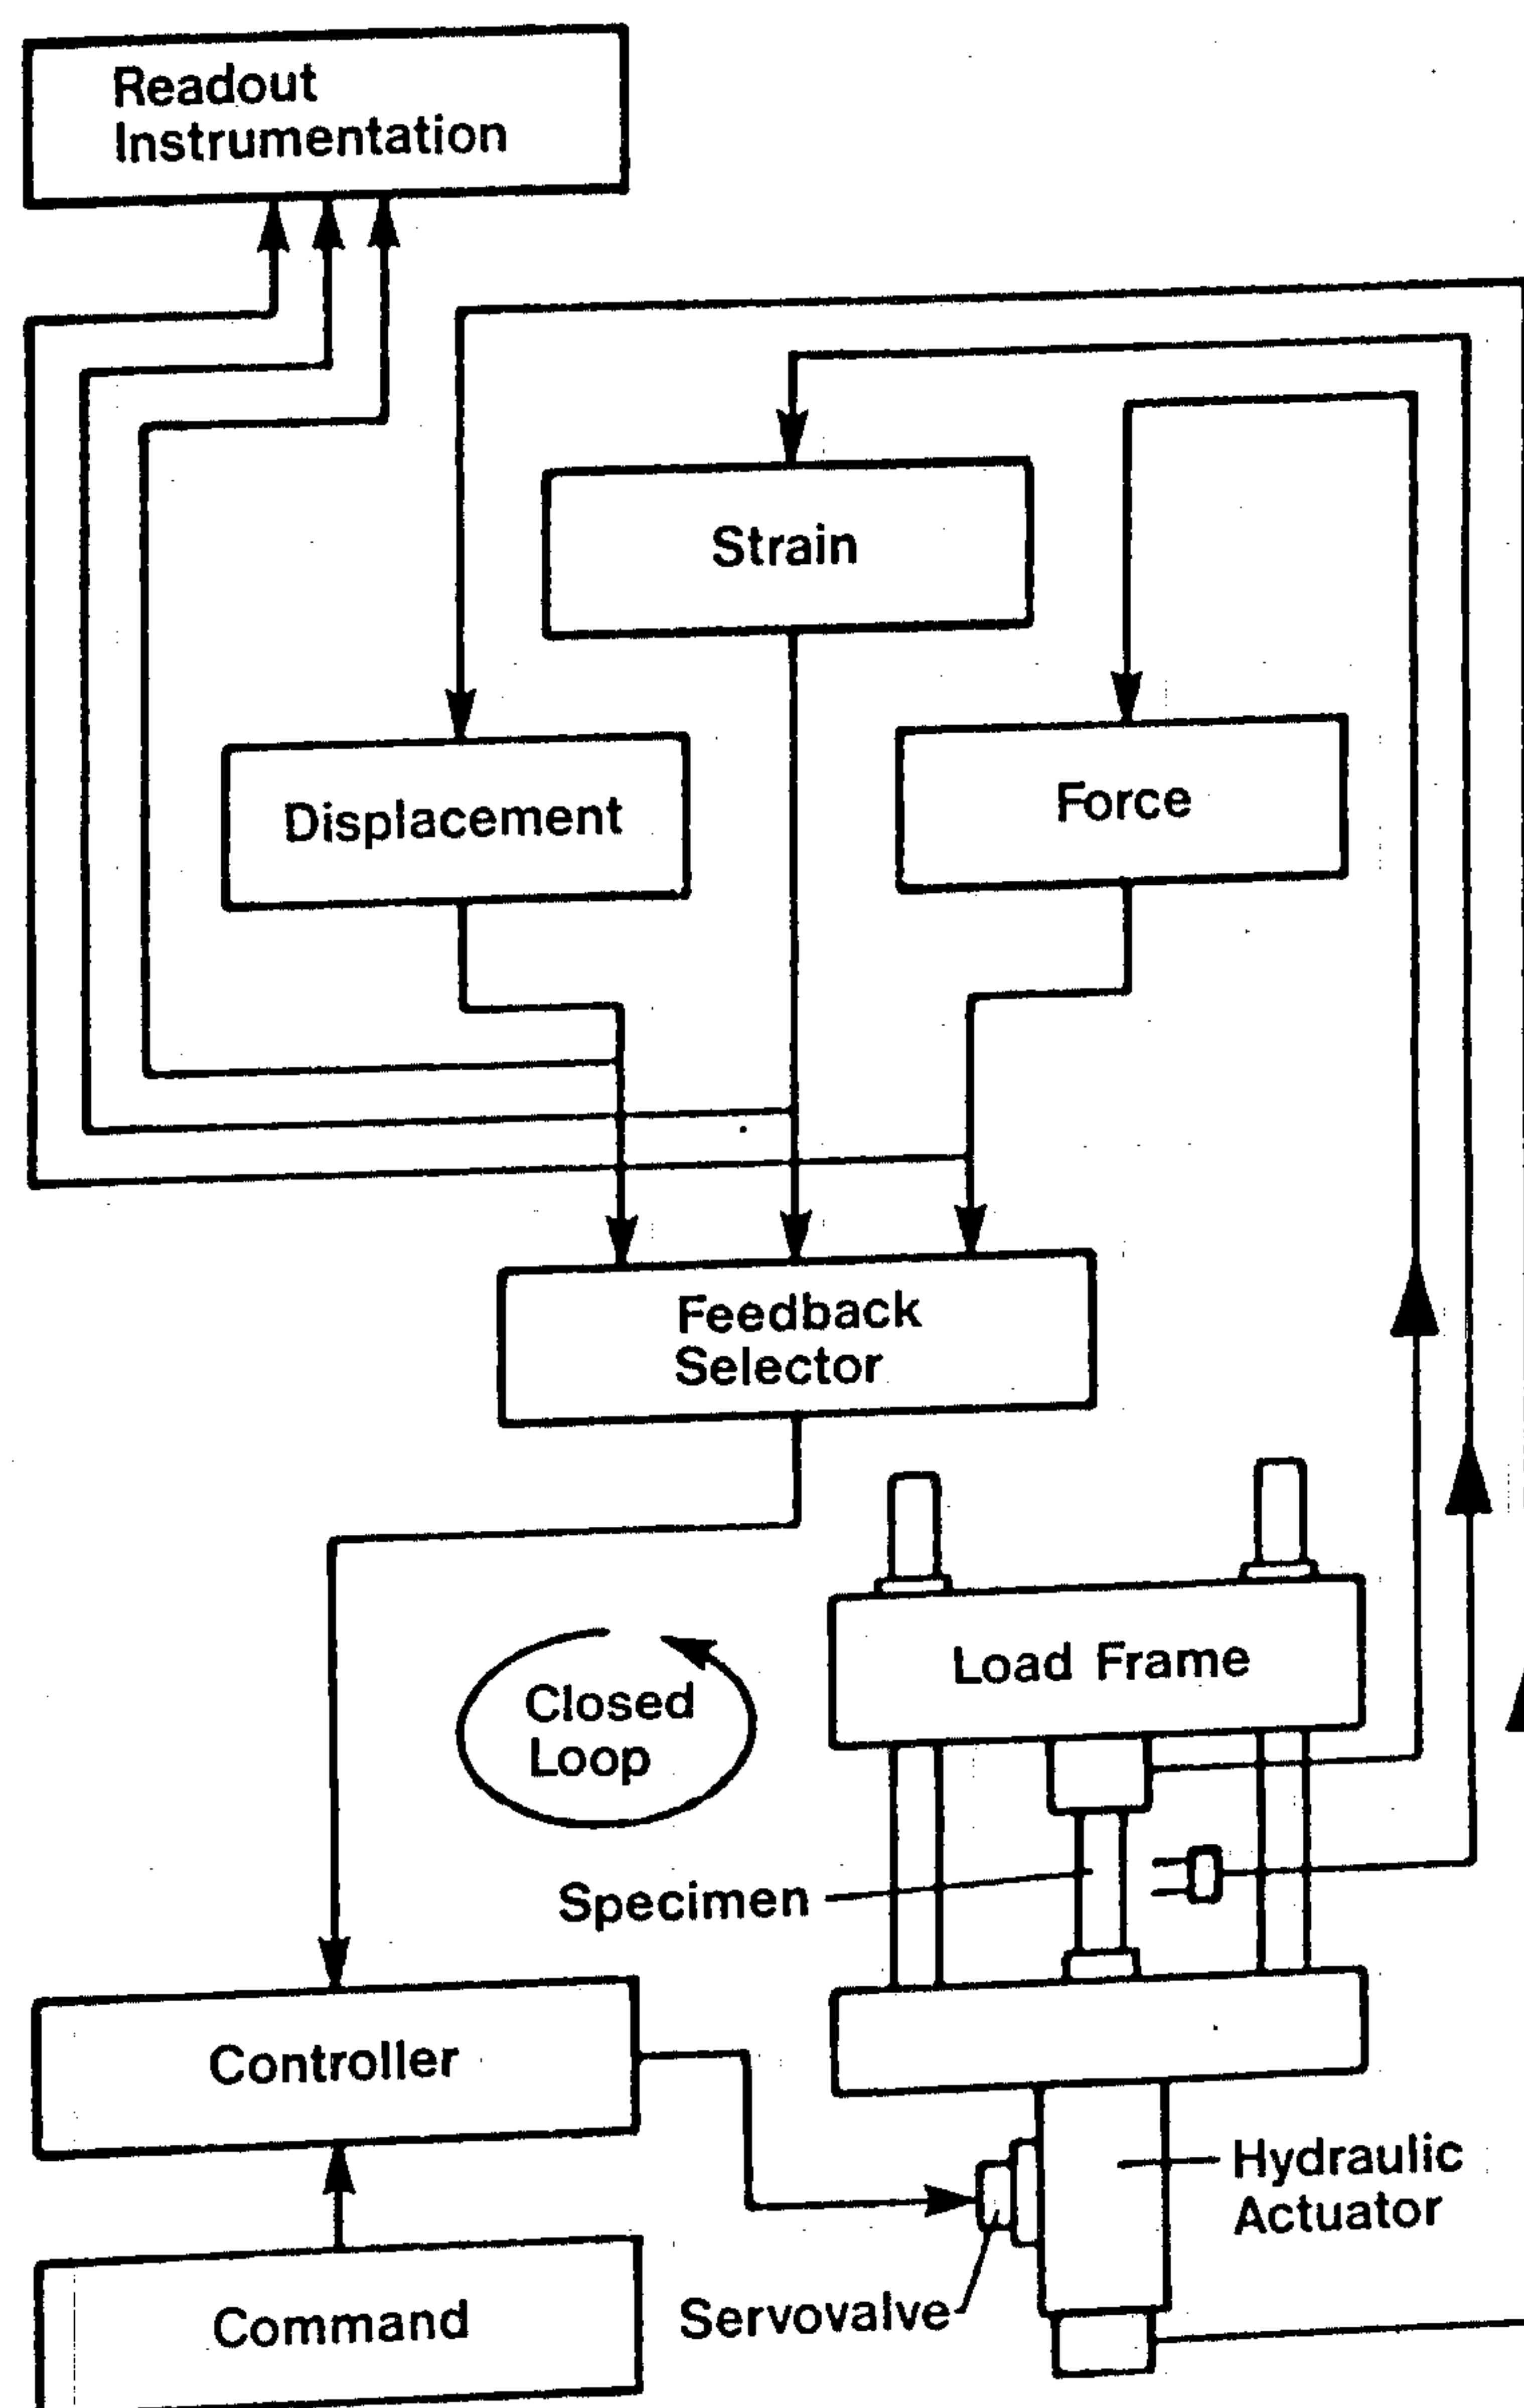 Readout
Instrumentation
Strain
Displacement
Force
Feedback
Selector
Load Frame
Closed
Loop
Specimen
Controller
Hydraulic
Actuator
Servovalve
Command